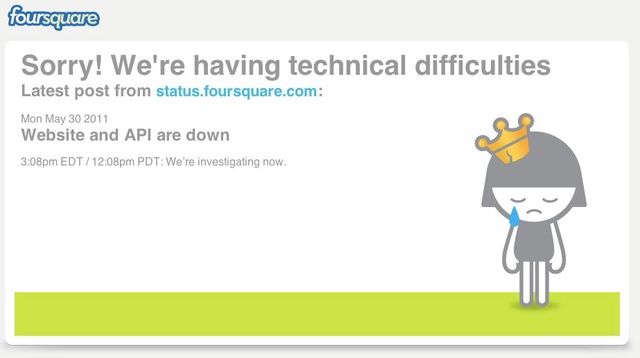 foursquare
Sorry! We're having technical difficulties
Latest post from status.foursquare.com:
Mon May 30 2011
Website and API are down
3:08pm EDT / 12:08pm PDT: We're investigating now.